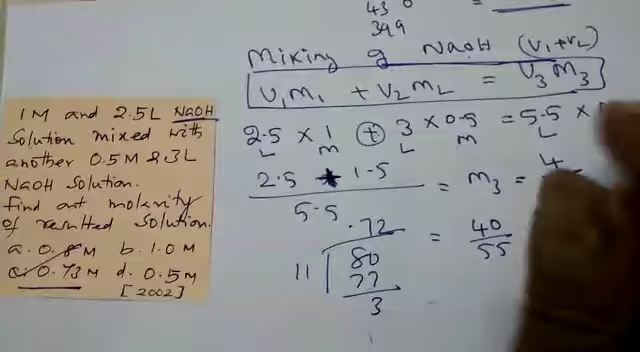 43 0
399
Mixing of NaOH (V1+V2)
V1M1 + V2M2 = V3M3
1M and 2.5L NaOH
Solution mixed with
another 0.5M & 3L
NaOH Solution.
find out molarity
of resulted Solution.
a. 0.8M b. 1.0M
c. 0.73M d. 0.5M
[2002]
2.5 × 1 + 3 × 0.5 = 5.5 ×
L M L M L
2.5 + 1.5 = M3 = 4
5.5
.72 = 40
11 80 55
77
3